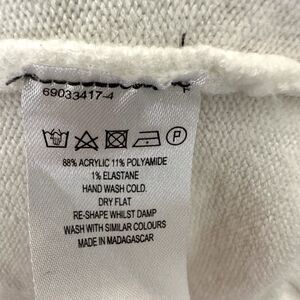 69033417-4
F
P
88% ACRYLIC 11% POLYAMIDE
1% ELASTANE
HAND WASH COLD.
DRY FLAT
RE-SHAPE WHILST DAMP
WASH WITH SIMILAR COLOURS
MADE IN MADAGASCAR